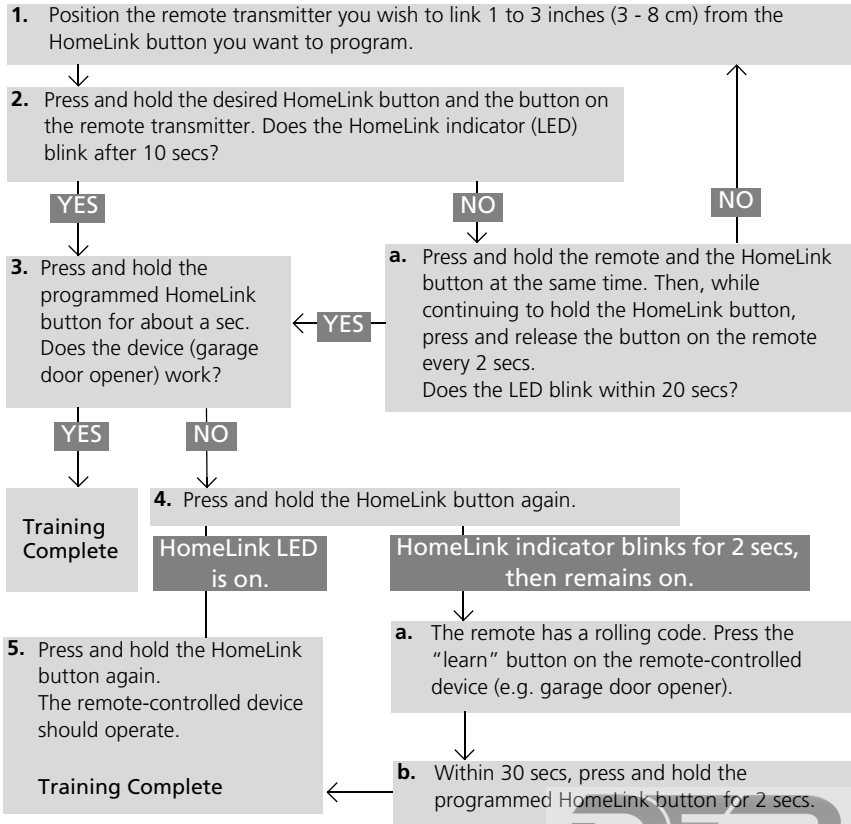 1. Position the remote transmitter you wish to link 1 to 3 inches (3 - 8 cm) from the
HomeLink button you want to program.
2. Press and hold the desired HomeLink button and the button on
the remote transmitter. Does the HomeLink indicator (LED)
blink after 10 secs?
YES
NO
NO
a. Press and hold the remote and the HomeLink
button at the same time. Then, while
continuing to hold the HomeLink button,
press and release the button on the remote
every 2 secs.
Does the LED blink within 20 secs?
YES
3. Press and hold the
programmed HomeLink
button for about a sec.
Does the device (garage
door opener) work?
YES
NO
Training
Complete
4. Press and hold the HomeLink button again.
HomeLink LED
is on.
HomeLink indicator blinks for 2 secs,
then remains on.
a. The remote has a rolling code. Press the
“learn” button on the remote-controlled
device (e.g. garage door opener).
b. Within 30 secs, press and hold the
programmed HomeLink button for 2 secs.
5. Press and hold the HomeLink
button again.
The remote-controlled device
should operate.
Training Complete